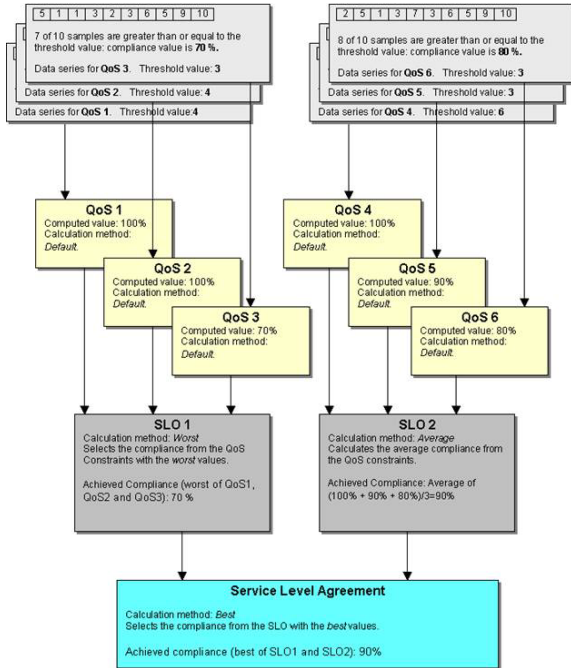 5 1 1 3 2 3 6 5 9 10
7 of 10 samples are greater than or equal to the
threshold value: compliance value is 70 %.
Data series for QoS 3. Threshold value: 3
Data series for QoS 2. Threshold value: 4
Data series for QoS 1. Threshold value:4
2 5 1 3 3 7 6 8 9 10
8 of 10 samples are greater than or equal to the
threshold value: compliance value is 80 %.
Data series for QoS 6. Threshold value: 3
Data series for QoS 5. Threshold value: 3
Data series for QoS 4. Threshold value: 6
QoS 1
Computed value: 100%
Calculation method:
Default.
QoS 2
Computed value: 100%
Calculation method:
Default.
QoS 3
Computed value: 70%
Calculation method:
Default.
QoS 4
Computed value: 100%
Calculation method:
Default.
QoS 5
Computed value: 90%
Calculation method:
Default.
QoS 6
Computed value: 80%
Calculation method:
Default.
SLO 1
Calculation method: Worst
Selects the compliance from the QoS
Constraints with the worst values.
Achieved Compliance (worst of QoS1,
QoS2 and QoS3): 70 %
SLO 2
Calculation method: Average
Calculates the average compliance from
the QoS constraints.
Achieved Compliance: Average of
(100% + 90% + 80%)/3=90%
Service Level Agreement
Calculation method: Best
Selects the compliance from the SLO with the best values.
Achieved compliance (best of SLO1 and SLO2): 90%